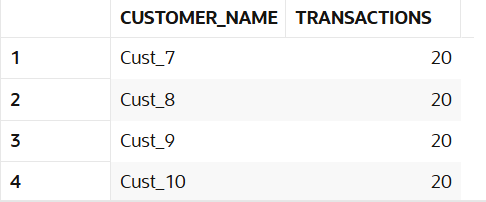 CUSTOMER_NAME TRANSACTIONS
1 Cust_7 20
2 Cust_8 20
3 Cust_9 20
4 Cust_10 20